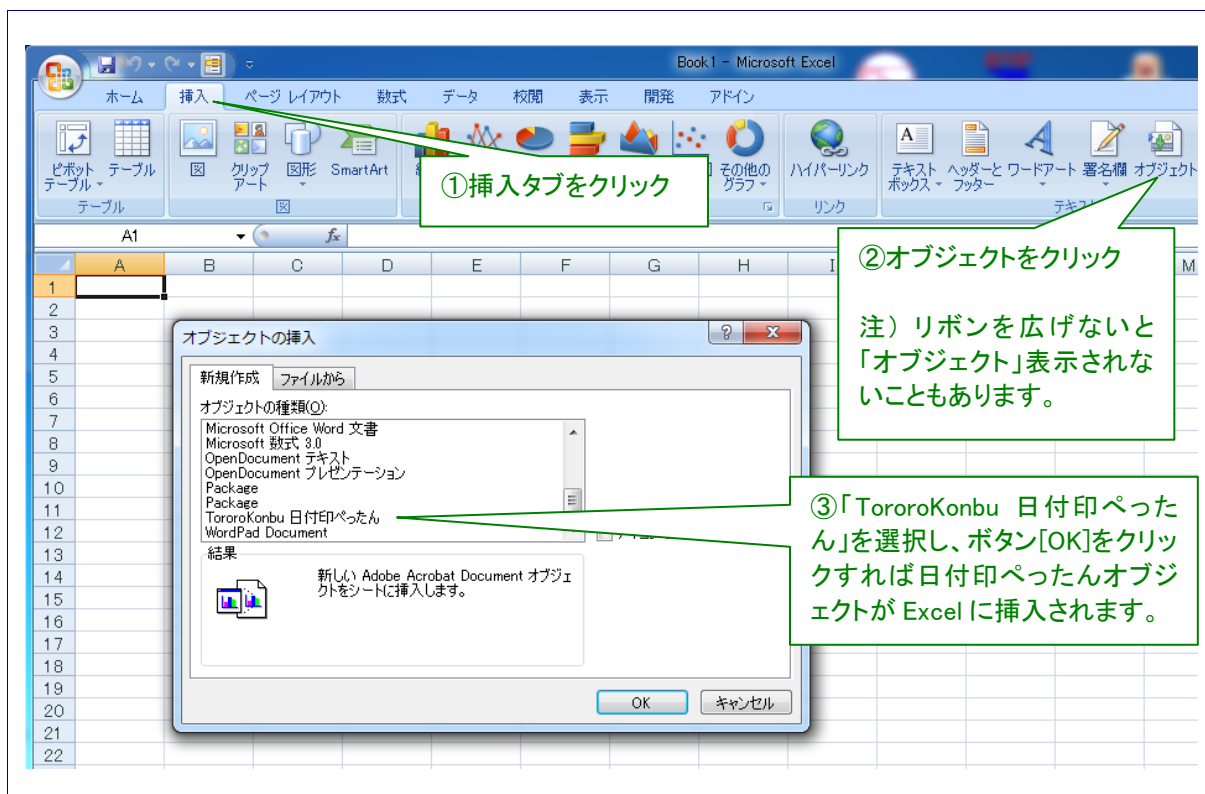 Book1 - Microsoft Excel
ホーム 挿入 ページ レイアウト 数式 データ 校閲 表示 開発 アドイン
ピボット テーブル テーブル 図 クリップ アート 図形 SmartArt その他の グラフ ハイパーリンク テキスト ボックス ヘッダーと フッター ワードアート 署名欄 オブジェクト
テーブル 図 リンク
①挿入タブをクリック
A1 fx
A B C D E F G H I M
②オブジェクトをクリック
注）リボンを広げないと
「オブジェクト」表示されな
いこともあります。
1
2
3
4
5
6
7
8
9
10
11
12
13
14
15
16
17
18
19
20
21
22
オブジェクトの挿入
新規作成 ファイルから
オブジェクトの種類(O):
Microsoft Office Word 文書
Microsoft 数式 3.0
OpenDocument テキスト
OpenDocument プレゼンテーション
Package
Package
TororoKonbu 日付印ぺったん
WordPad Document
結果
新しい Adobe Acrobat Document オブジェ
クトをシートに挿入します。
OK キャンセル
③「TororoKonbu 日付印ぺった
ん」を選択し、ボタン[OK]をクリッ
クすれば日付印ぺったんオブジ
ェクトが Excel に挿入されます。